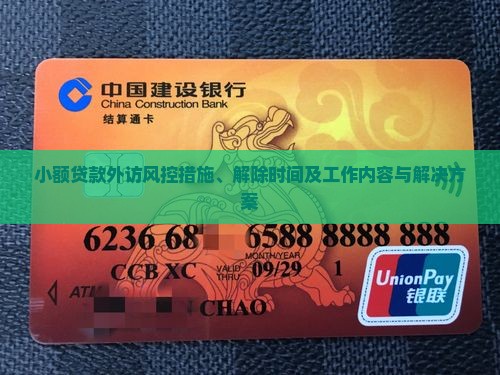 中国建设银行
China Construction Bank
结算通卡
小额贷款外访风控措施、解除时间及工作内容与解决方
案
6236 68 6588 8888 888
MONTH/YEAR
CCB XC VALID THRU 09/29 1
ATM
CHAO
UnionPay
银联